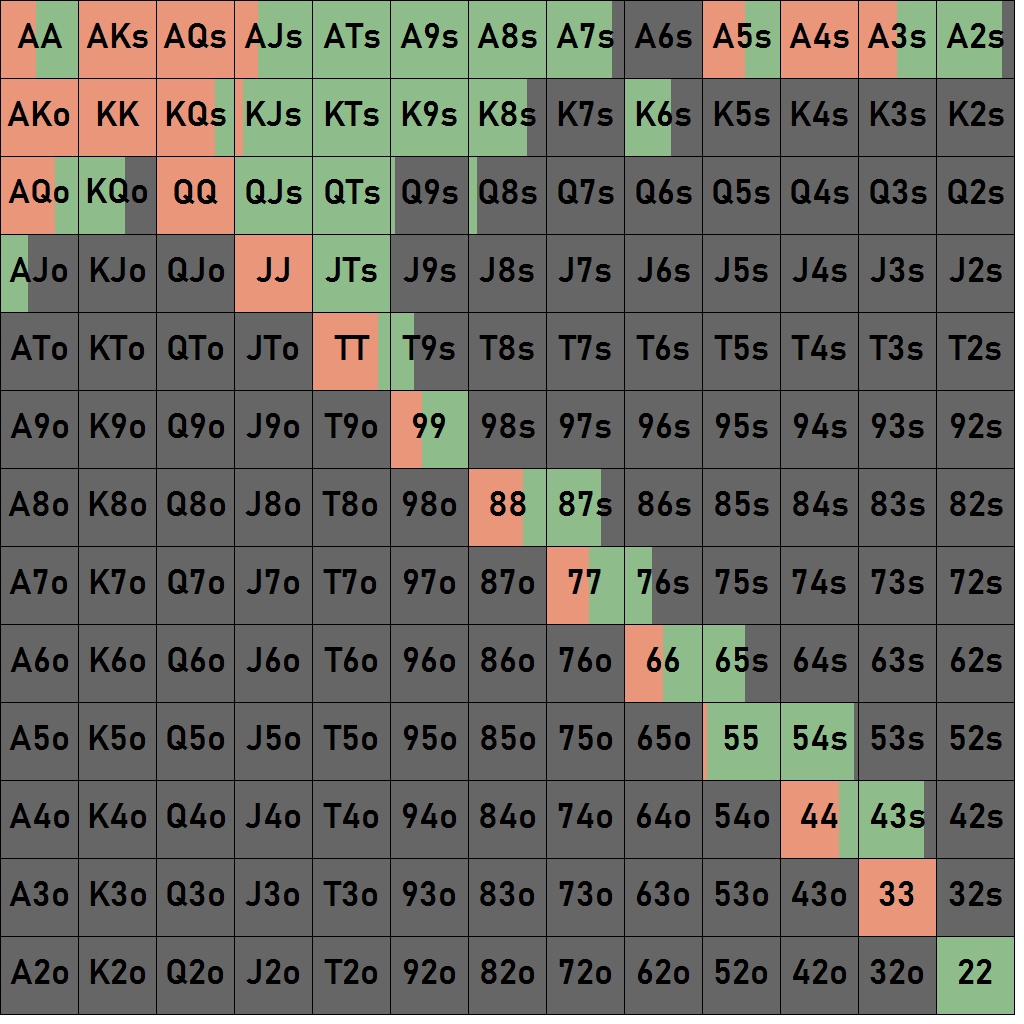 AA AKs AQs AJs ATs A9s A8s A7s A6s A5s A4s A3s A2s
AKo KK KQs KJs KTs K9s K8s K7s K6s K5s K4s K3s K2s
AQo KQo QQ QJs QTs Q9s Q8s Q7s Q6s Q5s Q4s Q3s Q2s
AJo KJo QJo JJ JTs J9s J8s J7s J6s J5s J4s J3s J2s
ATo KTo QTo JTo TT T9s T8s T7s T6s T5s T4s T3s T2s
A9o K9o Q9o J9o T9o 99 98s 97s 96s 95s 94s 93s 92s
A8o K8o Q8o J8o T8o 98o 88 87s 86s 85s 84s 83s 82s
A7o K7o Q7o J7o T7o 97o 87o 77 76s 75s 74s 73s 72s
A6o K6o Q6o J6o T6o 96o 86o 76o 66 65s 64s 63s 62s
A5o K5o Q5o J5o T5o 95o 85o 75o 65o 55 54s 53s 52s
A4o K4o Q4o J4o T4o 94o 84o 74o 64o 54o 44 43s 42s
A3o K3o Q3o J3o T3o 93o 83o 73o 63o 53o 43o 33 32s
A2o K2o Q2o J2o T2o 92o 82o 72o 62o 52o 42o 32o 22